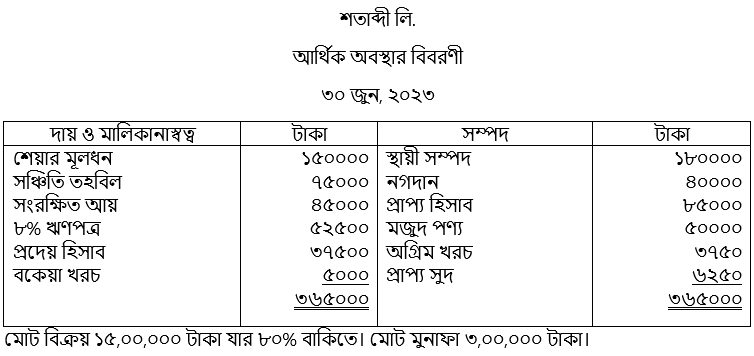 শতাব্দী লি.
আর্থিক অবস্থার বিবরণী
৩০ জুন, ২০২৩
দায় ও মালিকানাস্বত্ব টাকা সম্পদ টাকা
শেয়ার মূলধন ১৫০০০০ স্থায়ী সম্পদ ১৮০০০০
সঞ্চিতি তহবিল ৭৫০০০ নগদান ৪০০০০
সংরক্ষিত আয় ৪৫০০০ প্রাপ্য হিসাব ৮৫০০০
৮% ঋণপত্র ৫২৫০০ মজুদ পণ্য ৫০০০০
প্রদেয় হিসাব ৩৭৫০০ অগ্রিম খরচ ৩৭৫০
বকেয়া খরচ ৫০০০ প্রাপ্য সুদ ৬২৫০
৩৬৫০০০ ৩৬৫০০০
মোট বিক্রয় ১৫,০০,০০০ টাকা যার ৮০% বাকিতে। মোট মুনাফা ৩,০০,০০০ টাকা।